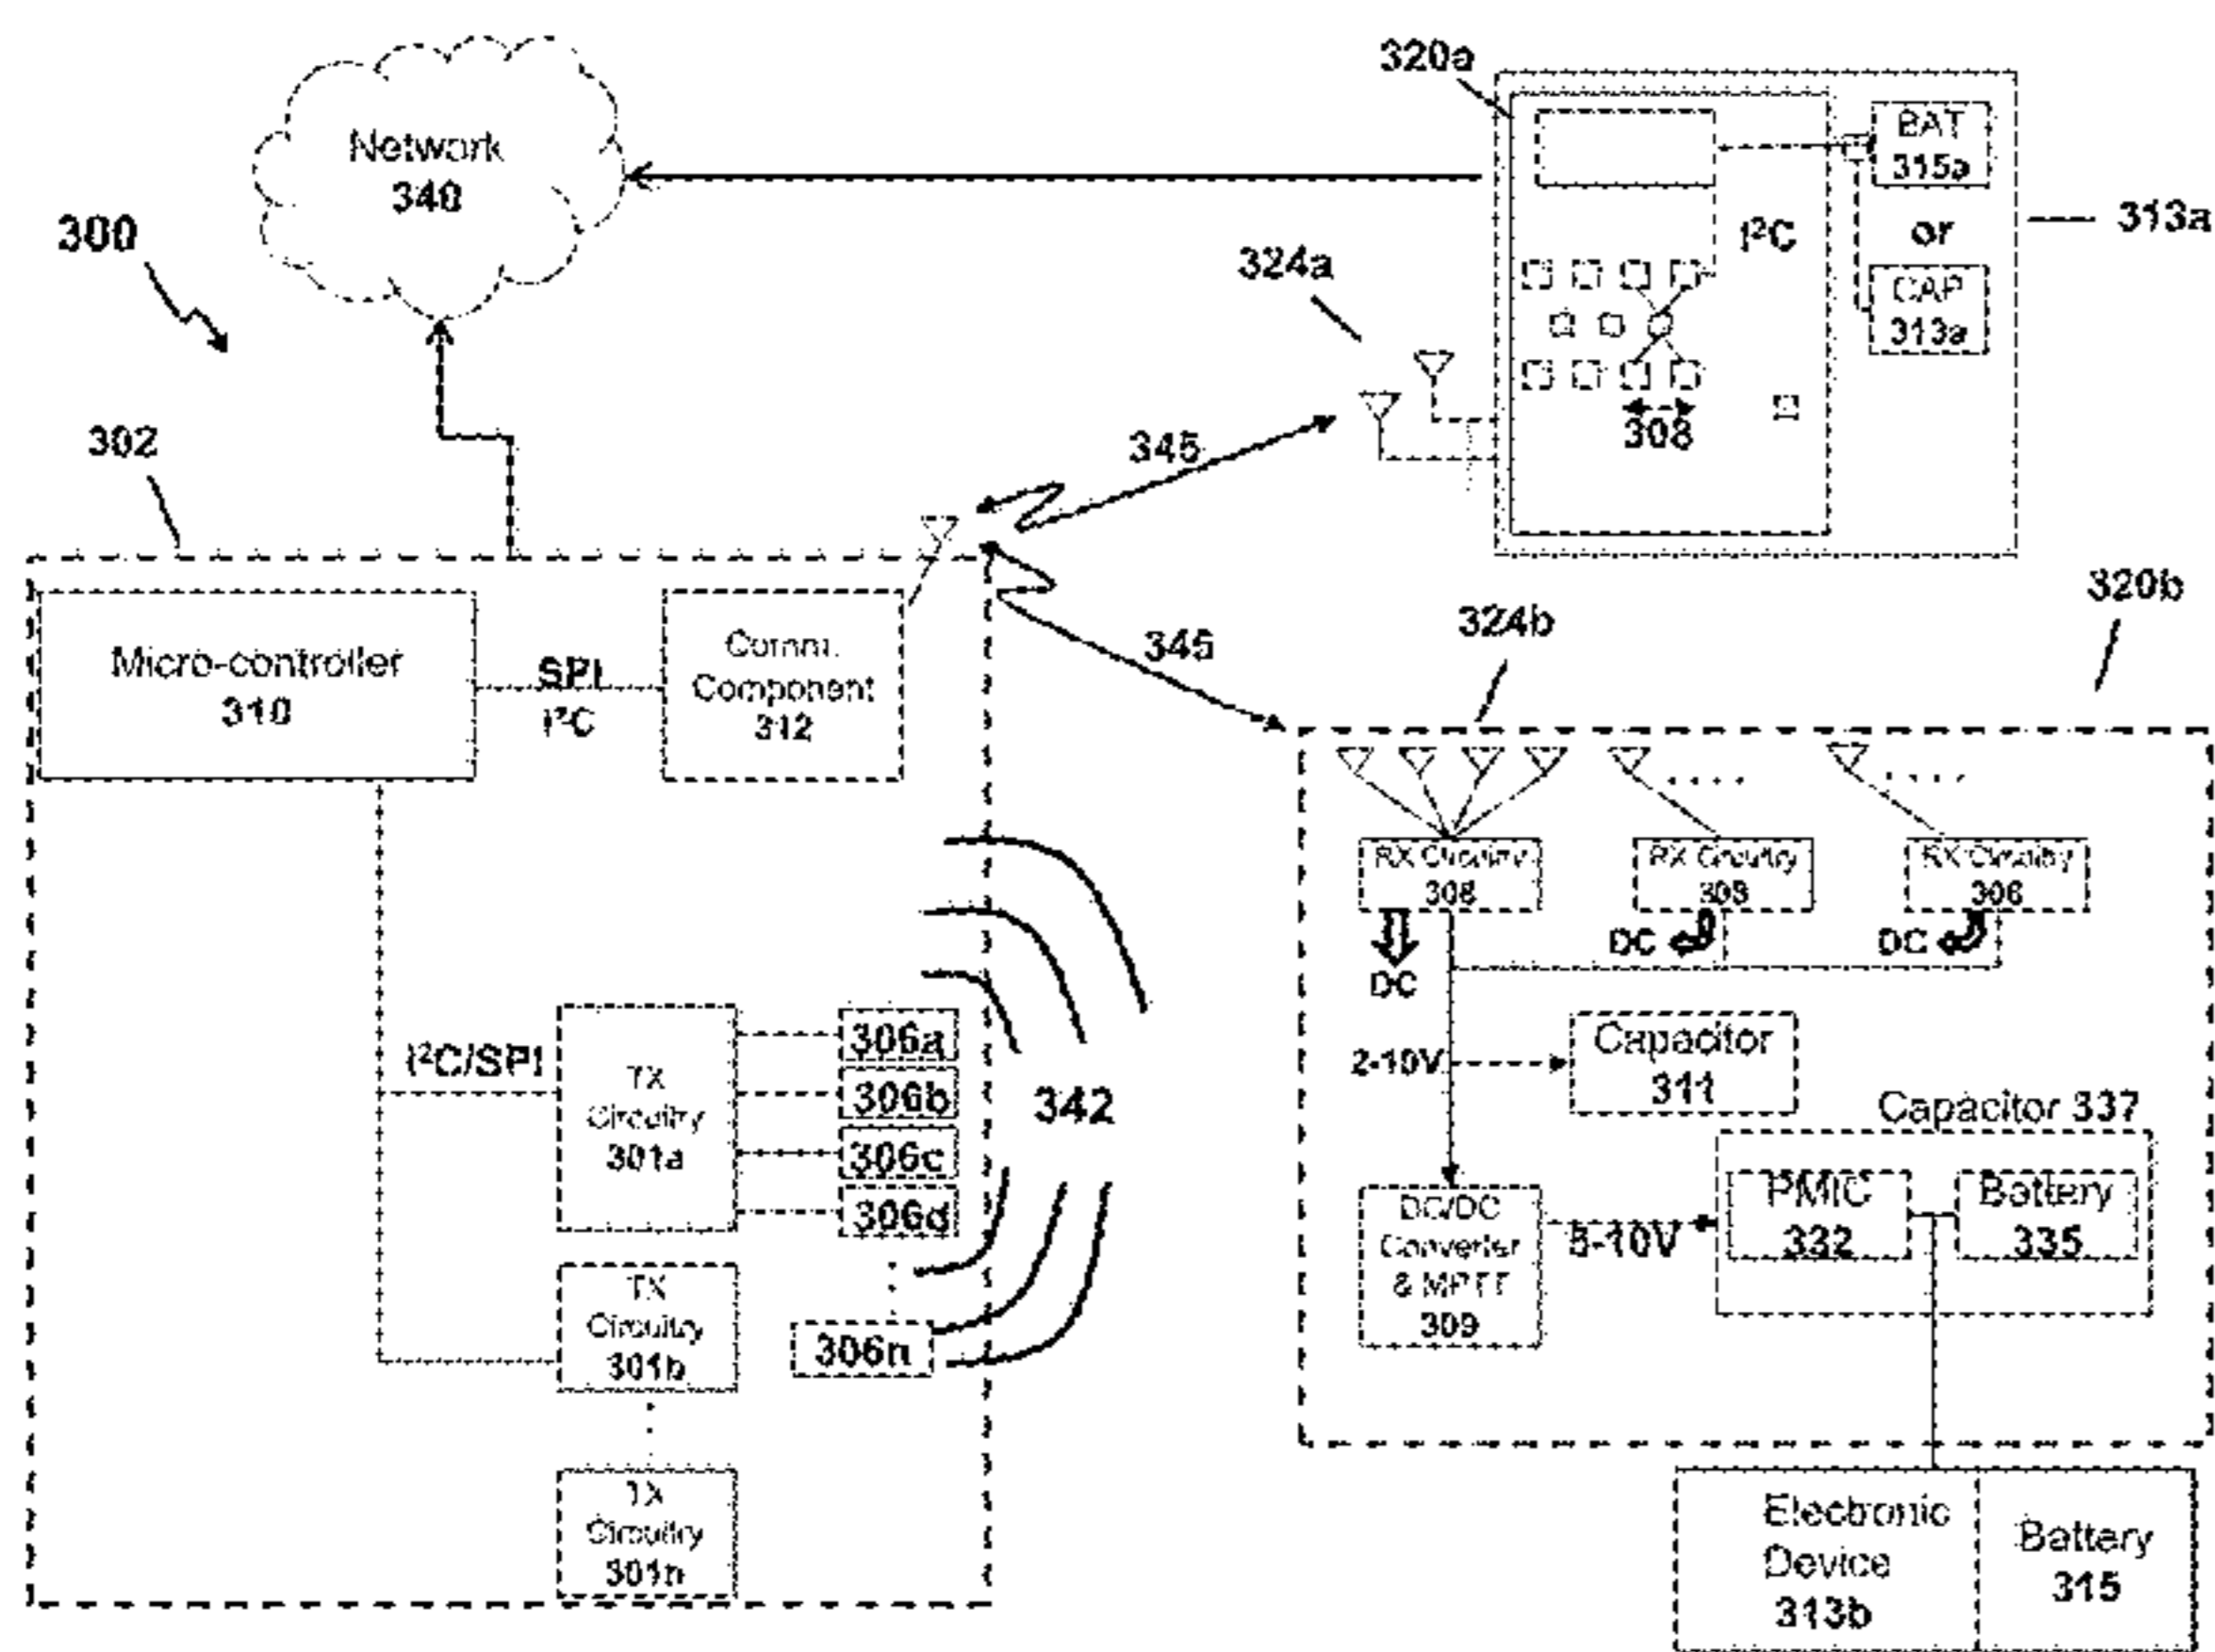 320a
Network
340
BAT
315a
300
313a
I²C
or
324a
CAP
313a
308
302
345
320b
324b
Micro-controller
310
SPI
I²C
Comm.
Component
312
345
RX Circuitry
308
RX Circuitry
308
RX Circuitry
308
DC
DC
DC
I²C/SPI
TX
Circuitry
301a
306a
306b
306c
306d
342
2-10V
Capacitor
311
Capacitor 337
PMIC
332
Battery
335
DC/DC
Converter
& MPTT
309
5-10V
TX
Circuitry
301b
306n
TX
Circuitry
301n
Electronic
Device
313b
Battery
315